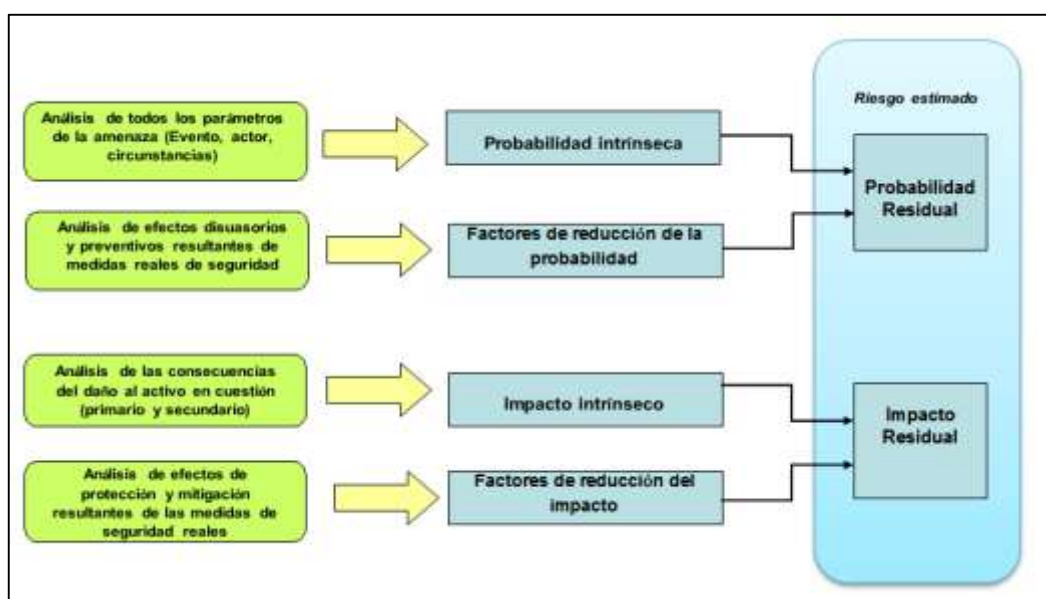 Análisis de todos los parámetros
de la amenaza (Evento, actor,
circunstancias)
Probabilidad intrínseca
Riesgo estimado
Probabilidad
Residual
Análisis de efectos disuasorios
y preventivos resultantes de
medidas reales de seguridad
Factores de reducción de la
probabilidad
Análisis de las consecuencias
del daño al activo en cuestión
(primario y secundario)
Impacto intrínseco
Impacto
Residual
Análisis de efectos de
protección y mitigación
resultantes de las medidas de
seguridad reales
Factores de reducción del
impacto